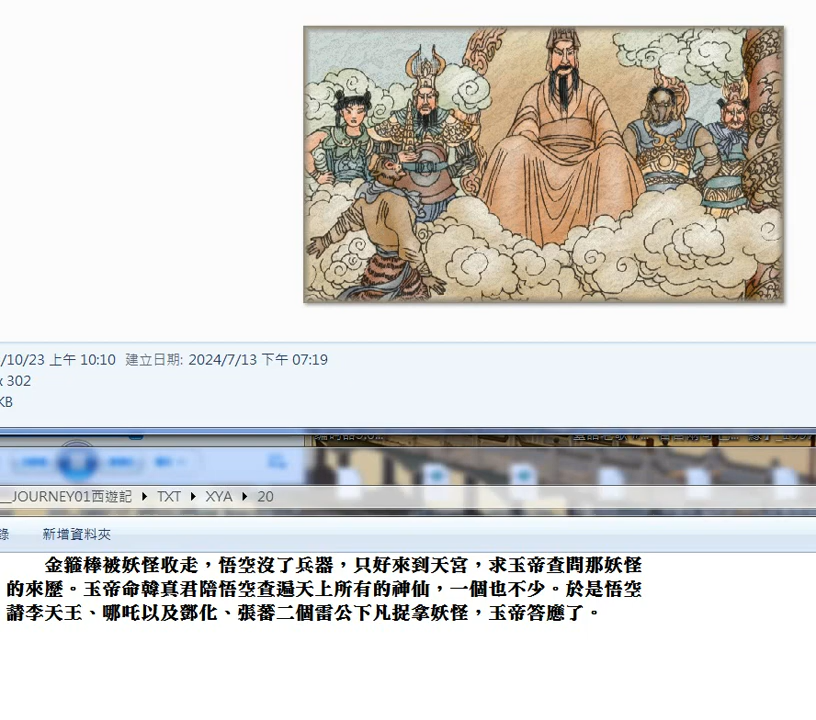 /10/23 上午 10:10 建立日期: 2024/7/13 下午 07:19
x 302
KB
_JOURNEY01西遊記 ▸ TXT ▸ XYA ▸ 20
錄 新增資料夾
金箍棒被妖怪收走，悟空沒了兵器，只好來到天宮，求玉帝查問那妖怪
的來歷。玉帝命韓真君陪悟空查遍天上所有的神仙，一個也不少。於是悟空
請李天王、哪吒以及鄧化、張蕃二個雷公下凡捉拿妖怪，玉帝答應了。